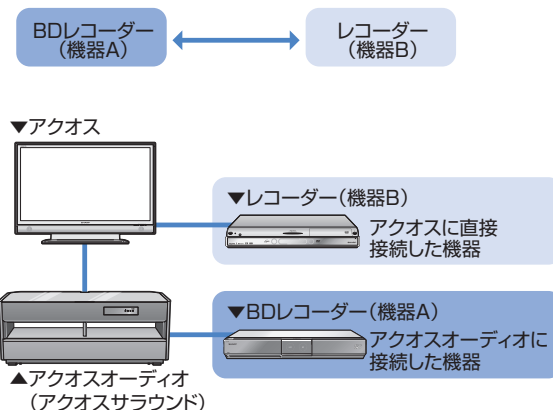 BDレコーダー
（機器A）
レコーダー
（機器B）
▼アクオス
▼レコーダー（機器B）
アクオスに直接
接続した機器
▼BDレコーダー（機器A）
アクオスオーディオに
接続した機器
▲アクオスオーディオ
（アクオスサラウンド）